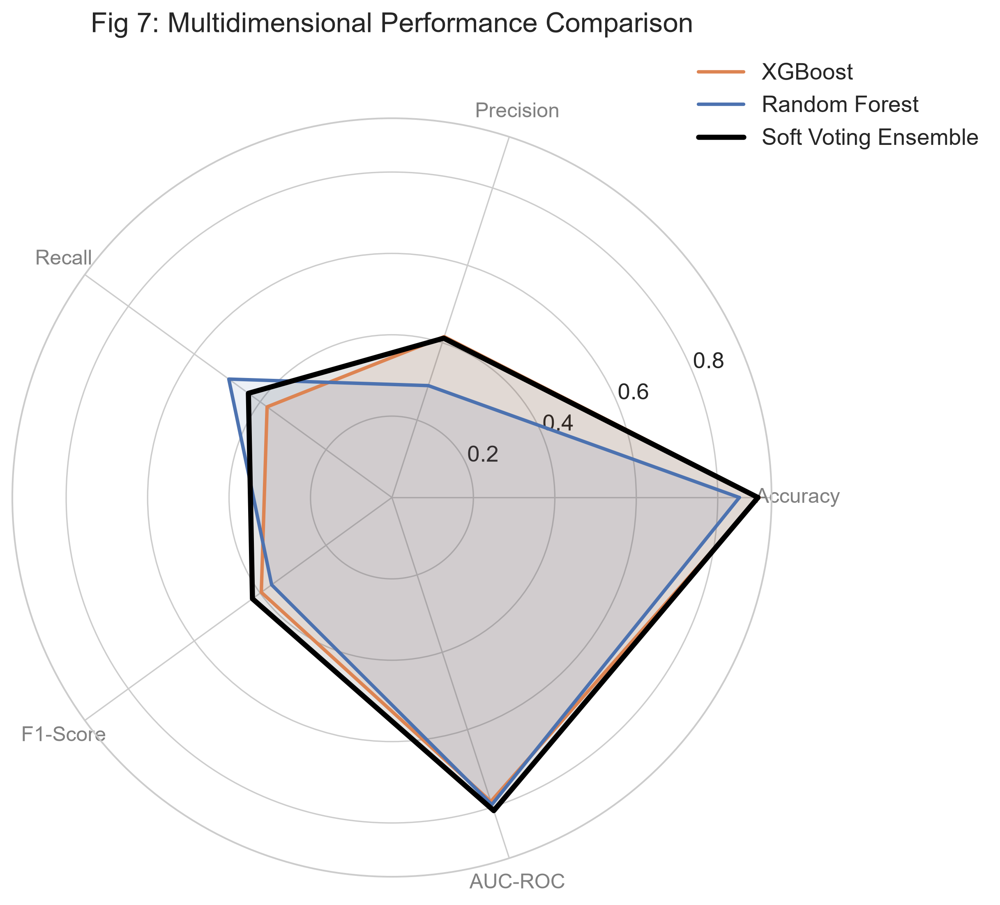 Fig 7: Multidimensional Performance Comparison
XGBoost
Random Forest
Soft Voting Ensemble
Precision
Recall
0.8
0.6
0.4
0.2
Accuracy
F1-Score
AUC-ROC